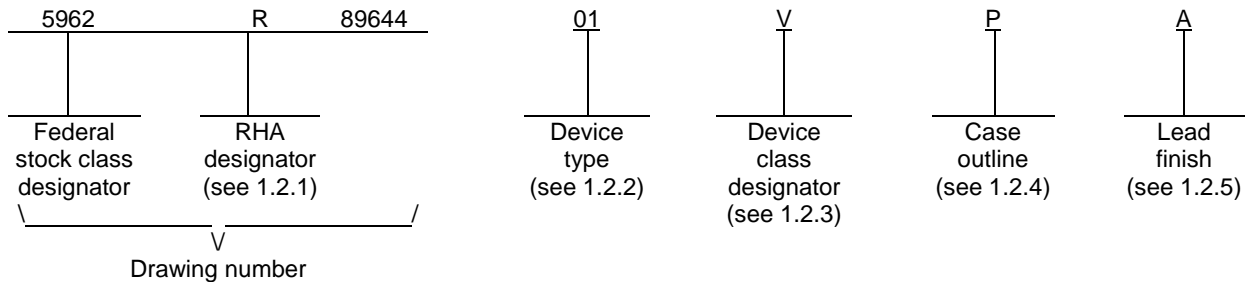 5962 R 89644 01 V P A
Federal stock class designator
RHA designator (see 1.2.1)
Device type (see 1.2.2)
Device class designator (see 1.2.3)
Case outline (see 1.2.4)
Lead finish (see 1.2.5)
\ /
\/
Drawing number